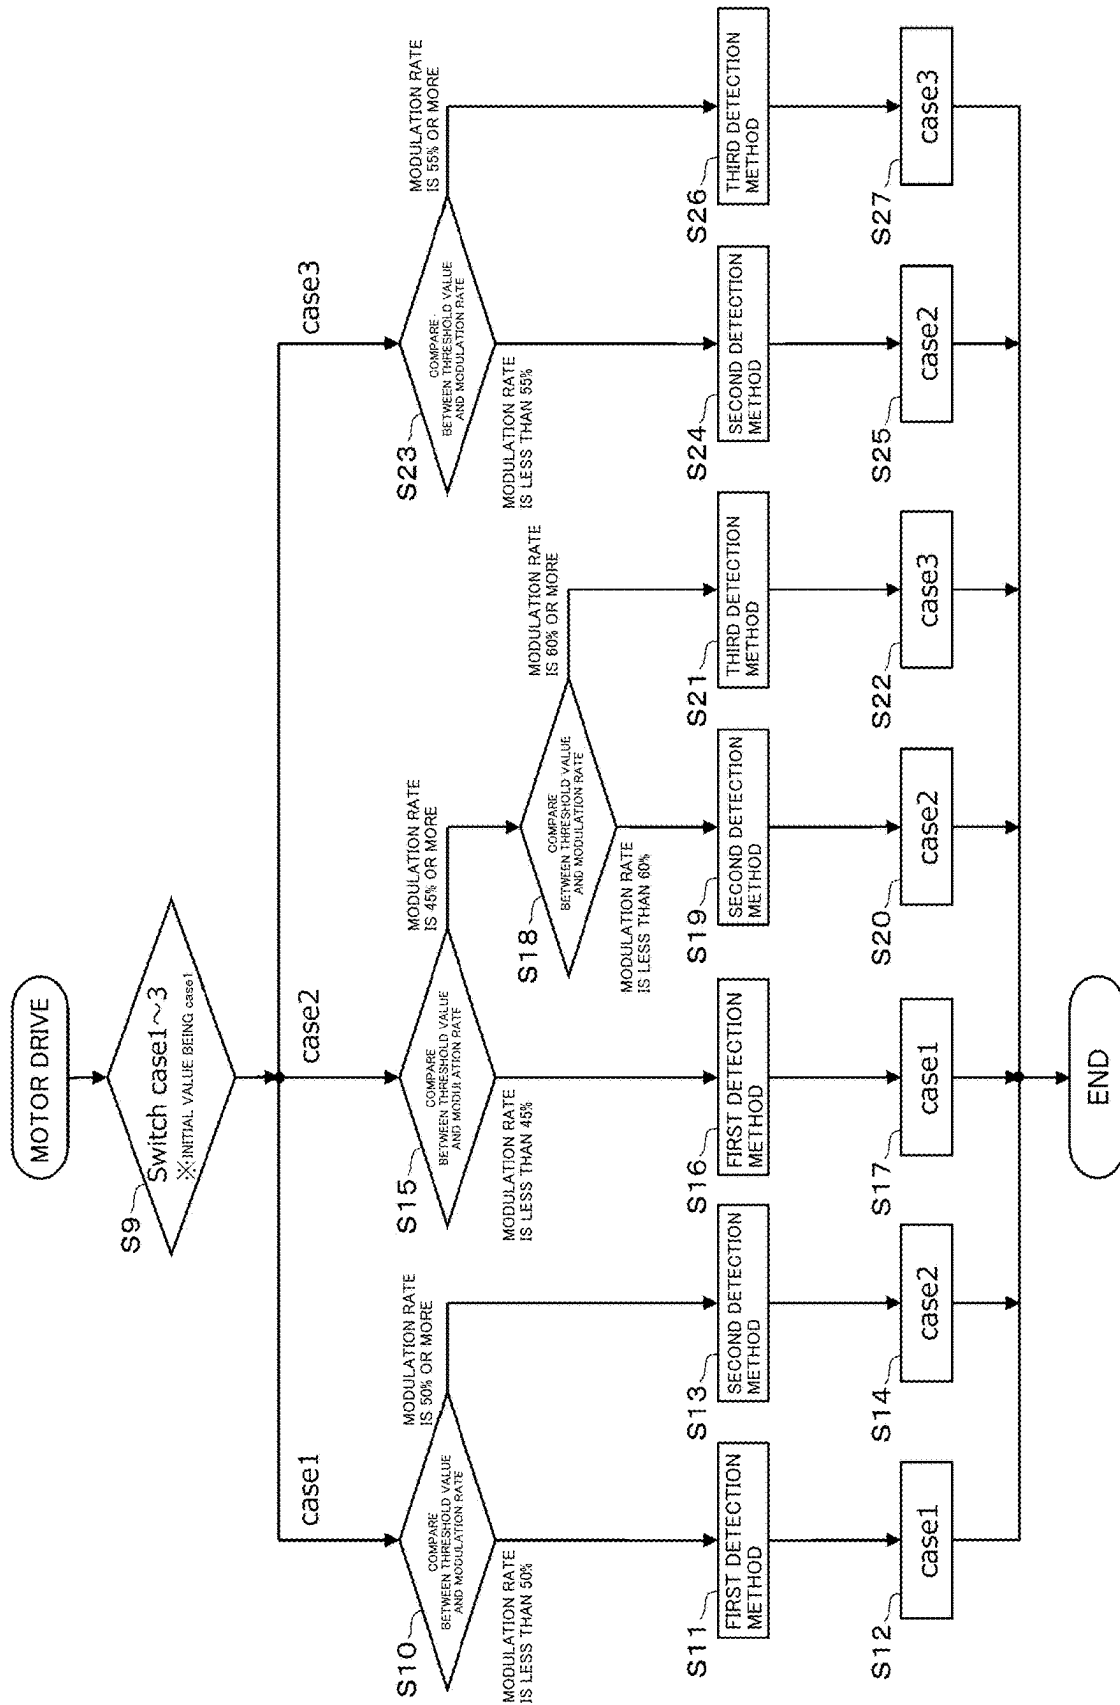 MOTOR DRIVE
S9
Switch case1~3
※INITIAL VALUE BEING case1
case1
case2
case3
S10
COMPARE
BETWEEN THRESHOLD VALUE
AND MODULATION RATE
MODULATION RATE
IS 50% OR MORE
MODULATION RATE
IS LESS THAN 50%
S15
COMPARE
BETWEEN THRESHOLD VALUE
AND MODULATION RATE
MODULATION RATE
IS 45% OR MORE
MODULATION RATE
IS LESS THAN 45%
S18
COMPARE
BETWEEN THRESHOLD VALUE
AND MODULATION RATE
MODULATION RATE
IS 60% OR MORE
MODULATION RATE
IS LESS THAN 60%
S23
COMPARE
BETWEEN THRESHOLD VALUE
AND MODULATION RATE
MODULATION RATE
IS 55% OR MORE
MODULATION RATE
IS LESS THAN 55%
S11
FIRST DETECTION
METHOD
S13
SECOND DETECTION
METHOD
S16
FIRST DETECTION
METHOD
S19
SECOND DETECTION
METHOD
S21
THIRD DETECTION
METHOD
S24
SECOND DETECTION
METHOD
S26
THIRD DETECTION
METHOD
S12
case1
S14
case2
S17
case1
S20
case2
S22
case3
S25
case2
S27
case3
END